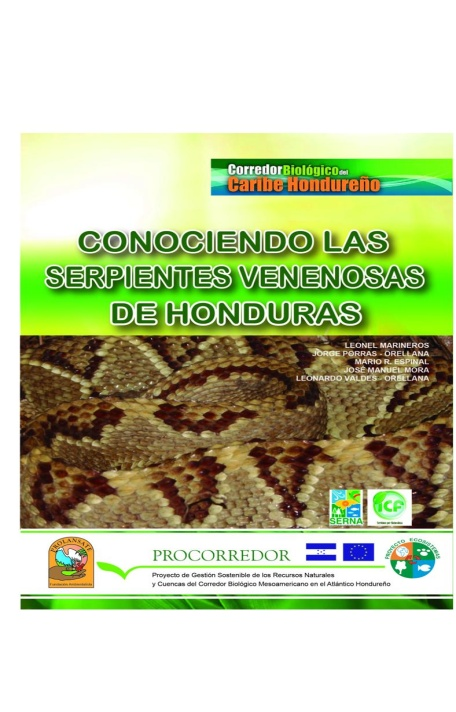 Corredor Biológico del
Caribe Hondureño
CONOCIENDO LAS
SERPIENTES VENENOSAS
DE HONDURAS
LEONEL MARINEROS
JORGE PORRAS - ORELLANA
MARIO R. ESPINAL
JOSÉ MANUEL MORA
LEONARDO VALDÉS - ORELLANA
SERNA
ICF
PROLANSATE
PROCORREDOR
PROYECTO ECOSISTEMAS
Proyecto de Gestión Sostenible de los Recursos Naturales
y Cuencas del Corredor Biológico Mesoamericano en el Atlántico Hondureño